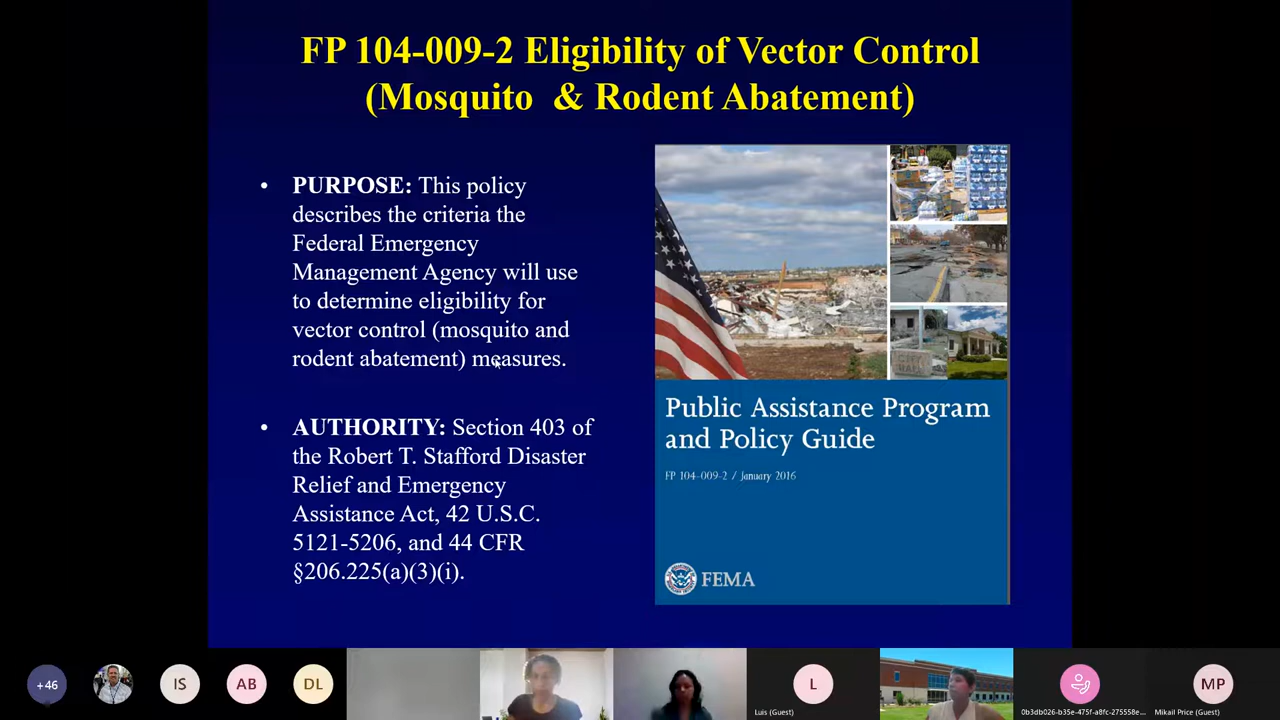 FP 104-009-2 Eligibility of Vector Control
(Mosquito & Rodent Abatement)
• PURPOSE: This policy
describes the criteria the
Federal Emergency
Management Agency will use
to determine eligibility for
vector control (mosquito and
rodent abatement) measures.
• AUTHORITY: Section 403 of
the Robert T. Stafford Disaster
Relief and Emergency
Assistance Act, 42 U.S.C.
5121-5206, and 44 CFR
§206.225(a)(3)(i).
Public Assistance Program
and Policy Guide
FP 104-009-2 / January 2016
FEMA
+46
IS
AB
DL
L
Luis (Guest)
0b3db026-b35e-475f-a8fc-275558e...
MP
Mikail Price (Guest)